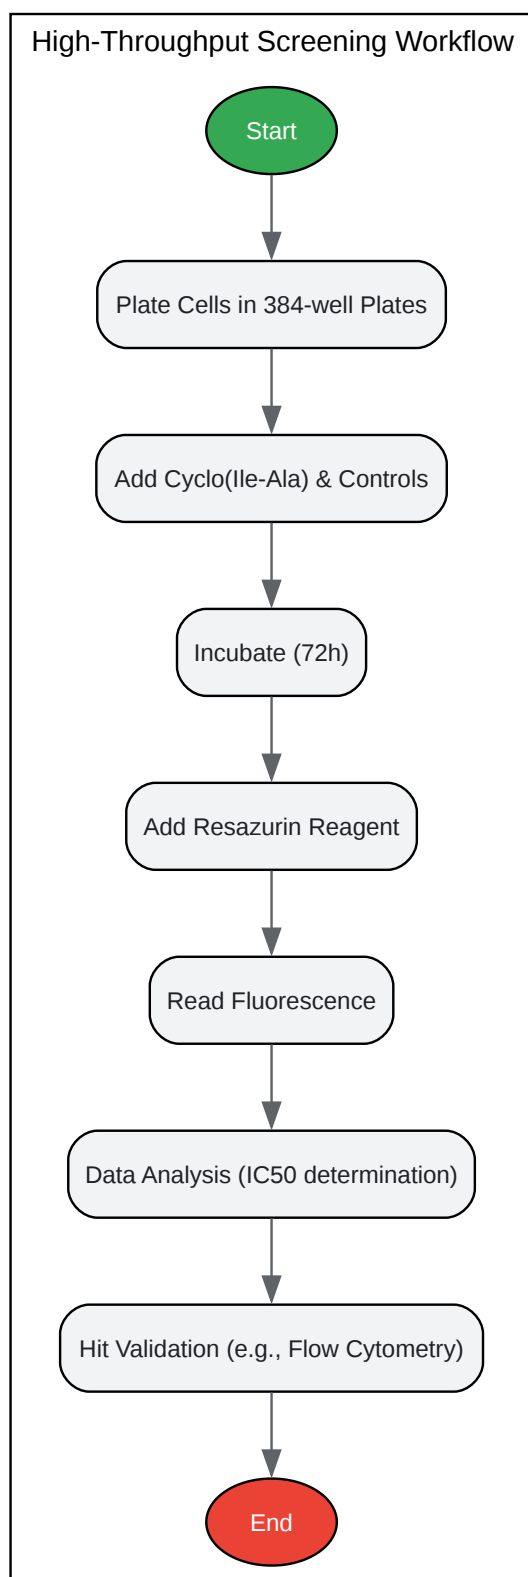 High-Throughput Screening Workflow
Start
Plate Cells in 384-well Plates
Add Cyclo(Ile-Ala) & Controls
Incubate (72h)
Add Resazurin Reagent
Read Fluorescence
Data Analysis (IC50 determination)
Hit Validation (e.g., Flow Cytometry)
End